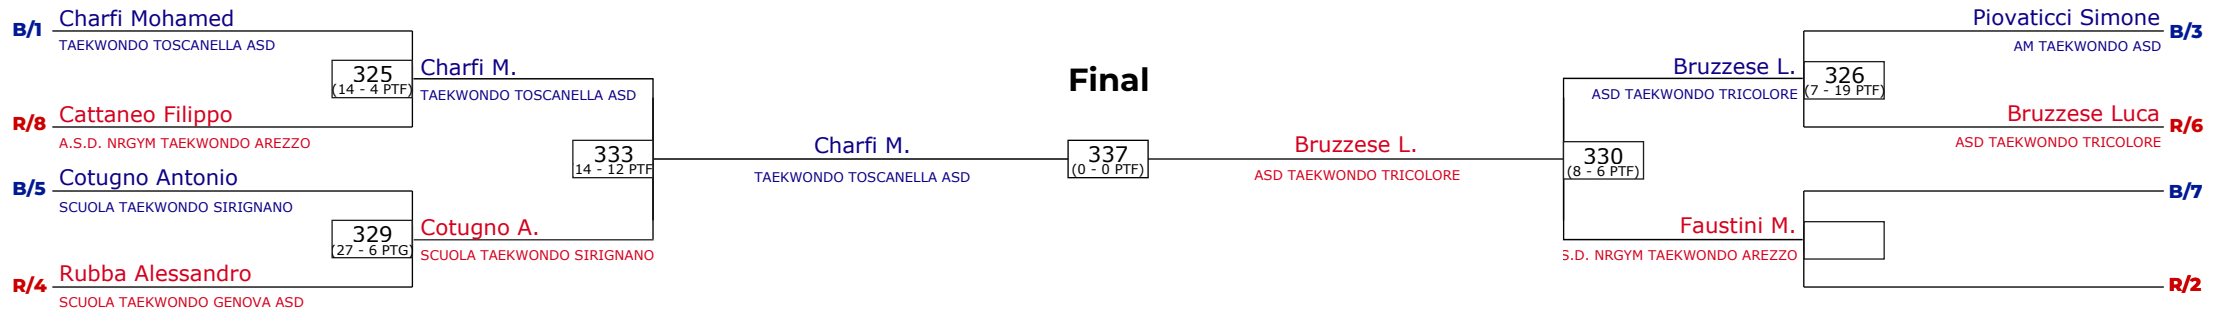 B/1 Charfi Mohamed
TAEKWONDO TOSCANELLA ASD
325
(14 - 4 PTF)
Charfi M.
TAEKWONDO TOSCANELLA ASD
R/8 Cattaneo Filippo
A.S.D. NRGYM TAEKWONDO AREZZO
333
14 - 12 PTF
B/5 Cotugno Antonio
SCUOLA TAEKWONDO SIRIGNANO
329
(27 - 6 PTG)
Cotugno A.
SCUOLA TAEKWONDO SIRIGNANO
R/4 Rubba Alessandro
SCUOLA TAEKWONDO GENOVA ASD
Final
Charfi M.
TAEKWONDO TOSCANELLA ASD
337
(0 - 0 PTF)
Bruzzese L.
ASD TAEKWONDO TRICOLORE
Piovaticci Simone B/3
AM TAEKWONDO ASD
Bruzzese L.
ASD TAEKWONDO TRICOLORE
326
(7 - 19 PTF)
Bruzzese Luca R/6
ASD TAEKWONDO TRICOLORE
330
(8 - 6 PTF)
B/7
Faustini M.
S.D. NRGYM TAEKWONDO AREZZO
R/2